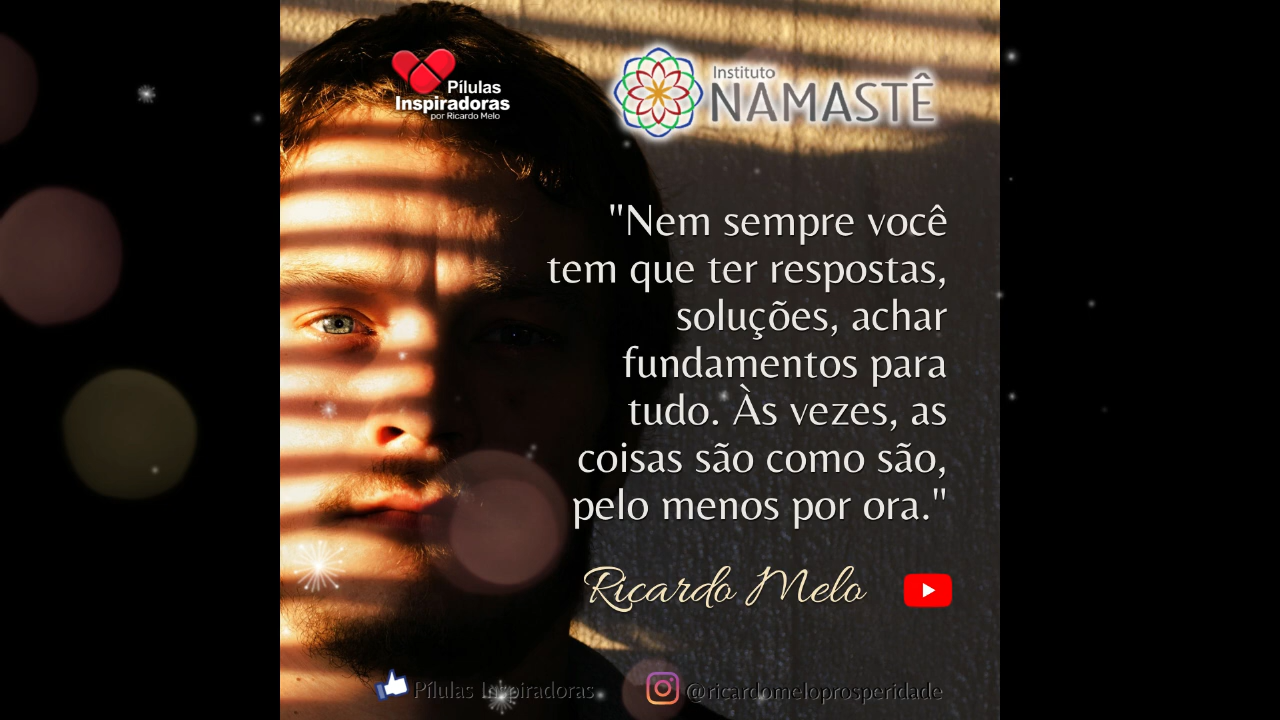 Pílulas
Inspiradoras
por Ricardo Melo
Instituto
NAMASTÊ
"Nem sempre você
tem que ter respostas,
soluções, achar
fundamentos para
tudo. Às vezes, as
coisas são como são,
pelo menos por ora."
Ricardo Melo
Pílulas Inspiradoras
@ricardomeloprosperidade